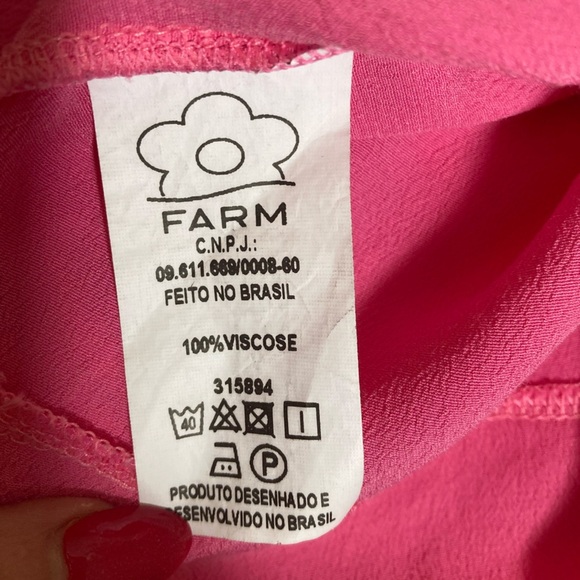 FARM
C.N.P.J.:
09.611.669/0008-60
FEITO NO BRASIL
100%VISCOSE
315894
40
P
PRODUTO DESENHADO E
DESENVOLVIDO NO BRASIL